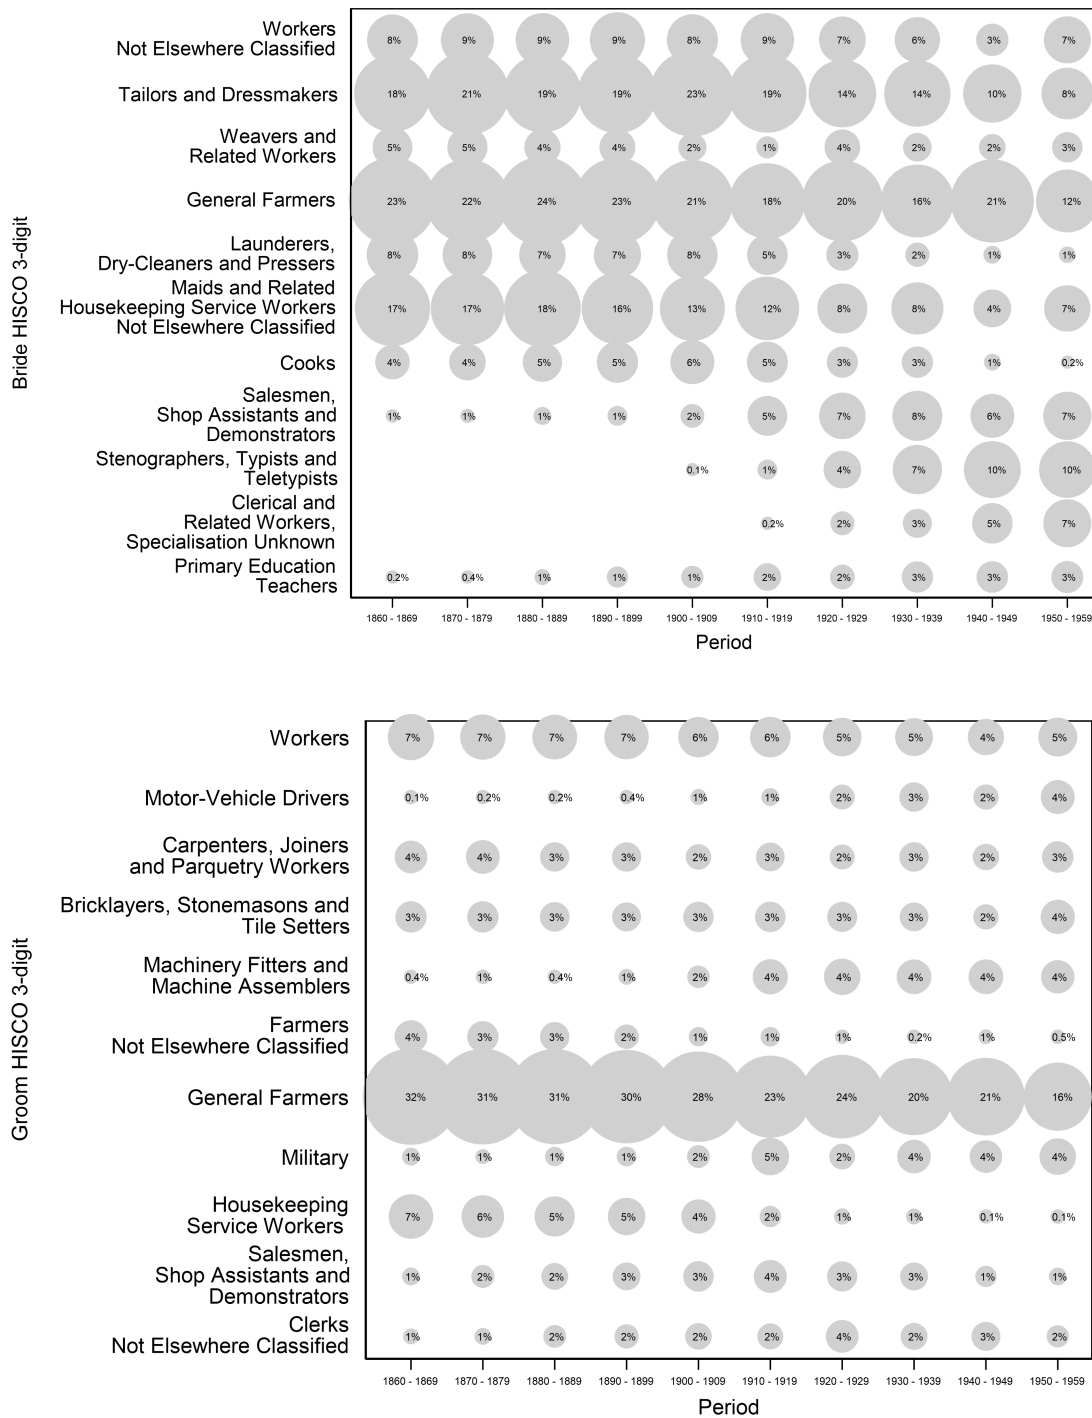 Bride HISCO 3-digit
Workers
Not Elsewhere Classified
8% 9% 9% 9% 8% 9% 7% 6% 3% 7%
Tailors and Dressmakers
18% 21% 19% 19% 23% 19% 14% 14% 10% 8%
Weavers and
Related Workers
5% 5% 4% 4% 2% 1% 4% 2% 2% 3%
General Farmers
23% 22% 24% 23% 21% 18% 20% 16% 21% 12%
Launderers,
Dry-Cleaners and Pressers
8% 8% 7% 7% 8% 5% 3% 2% 1% 1%
Maids and Related
Housekeeping Service Workers
Not Elsewhere Classified
17% 17% 18% 16% 13% 12% 8% 8% 4% 7%
Cooks
4% 4% 5% 5% 6% 5% 3% 3% 1% 0.2%
Salesmen,
Shop Assistants and
Demonstrators
1% 1% 1% 1% 2% 5% 7% 8% 6% 7%
Stenographers, Typists and
Teletypists
0.1% 1% 4% 7% 10% 10%
Clerical and
Related Workers,
Specialisation Unknown
0.2% 2% 3% 5% 7%
Primary Education
Teachers
0.2% 0.4% 1% 1% 1% 2% 2% 3% 3% 3%
1860 - 1869 1870 - 1879 1880 - 1889 1890 - 1899 1900 - 1909 1910 - 1919 1920 - 1929 1930 - 1939 1940 - 1949 1950 - 1959
Period
Groom HISCO 3-digit
Workers
7% 7% 7% 7% 6% 6% 5% 5% 4% 5%
Motor-Vehicle Drivers
0.1% 0.2% 0.2% 0.4% 1% 1% 2% 3% 2% 4%
Carpenters, Joiners
and Parquetry Workers
4% 4% 3% 3% 2% 3% 2% 3% 2% 3%
Bricklayers, Stonemasons and
Tile Setters
3% 3% 3% 3% 3% 3% 3% 3% 2% 4%
Machinery Fitters and
Machine Assemblers
0.4% 1% 0.4% 1% 2% 4% 4% 4% 4% 4%
Farmers
Not Elsewhere Classified
4% 3% 3% 2% 1% 1% 1% 0.2% 1% 0.5%
General Farmers
32% 31% 31% 30% 28% 23% 24% 20% 21% 16%
Military
1% 1% 1% 1% 2% 5% 2% 4% 4% 4%
Housekeeping
Service Workers
7% 6% 5% 5% 4% 2% 1% 1% 0.1% 0.1%
Salesmen,
Shop Assistants and
Demonstrators
1% 2% 2% 3% 3% 4% 3% 3% 1% 1%
Clerks
Not Elsewhere Classified
1% 1% 2% 2% 2% 2% 4% 2% 3% 2%
1860 - 1869 1870 - 1879 1880 - 1889 1890 - 1899 1900 - 1909 1910 - 1919 1920 - 1929 1930 - 1939 1940 - 1949 1950 - 1959
Period